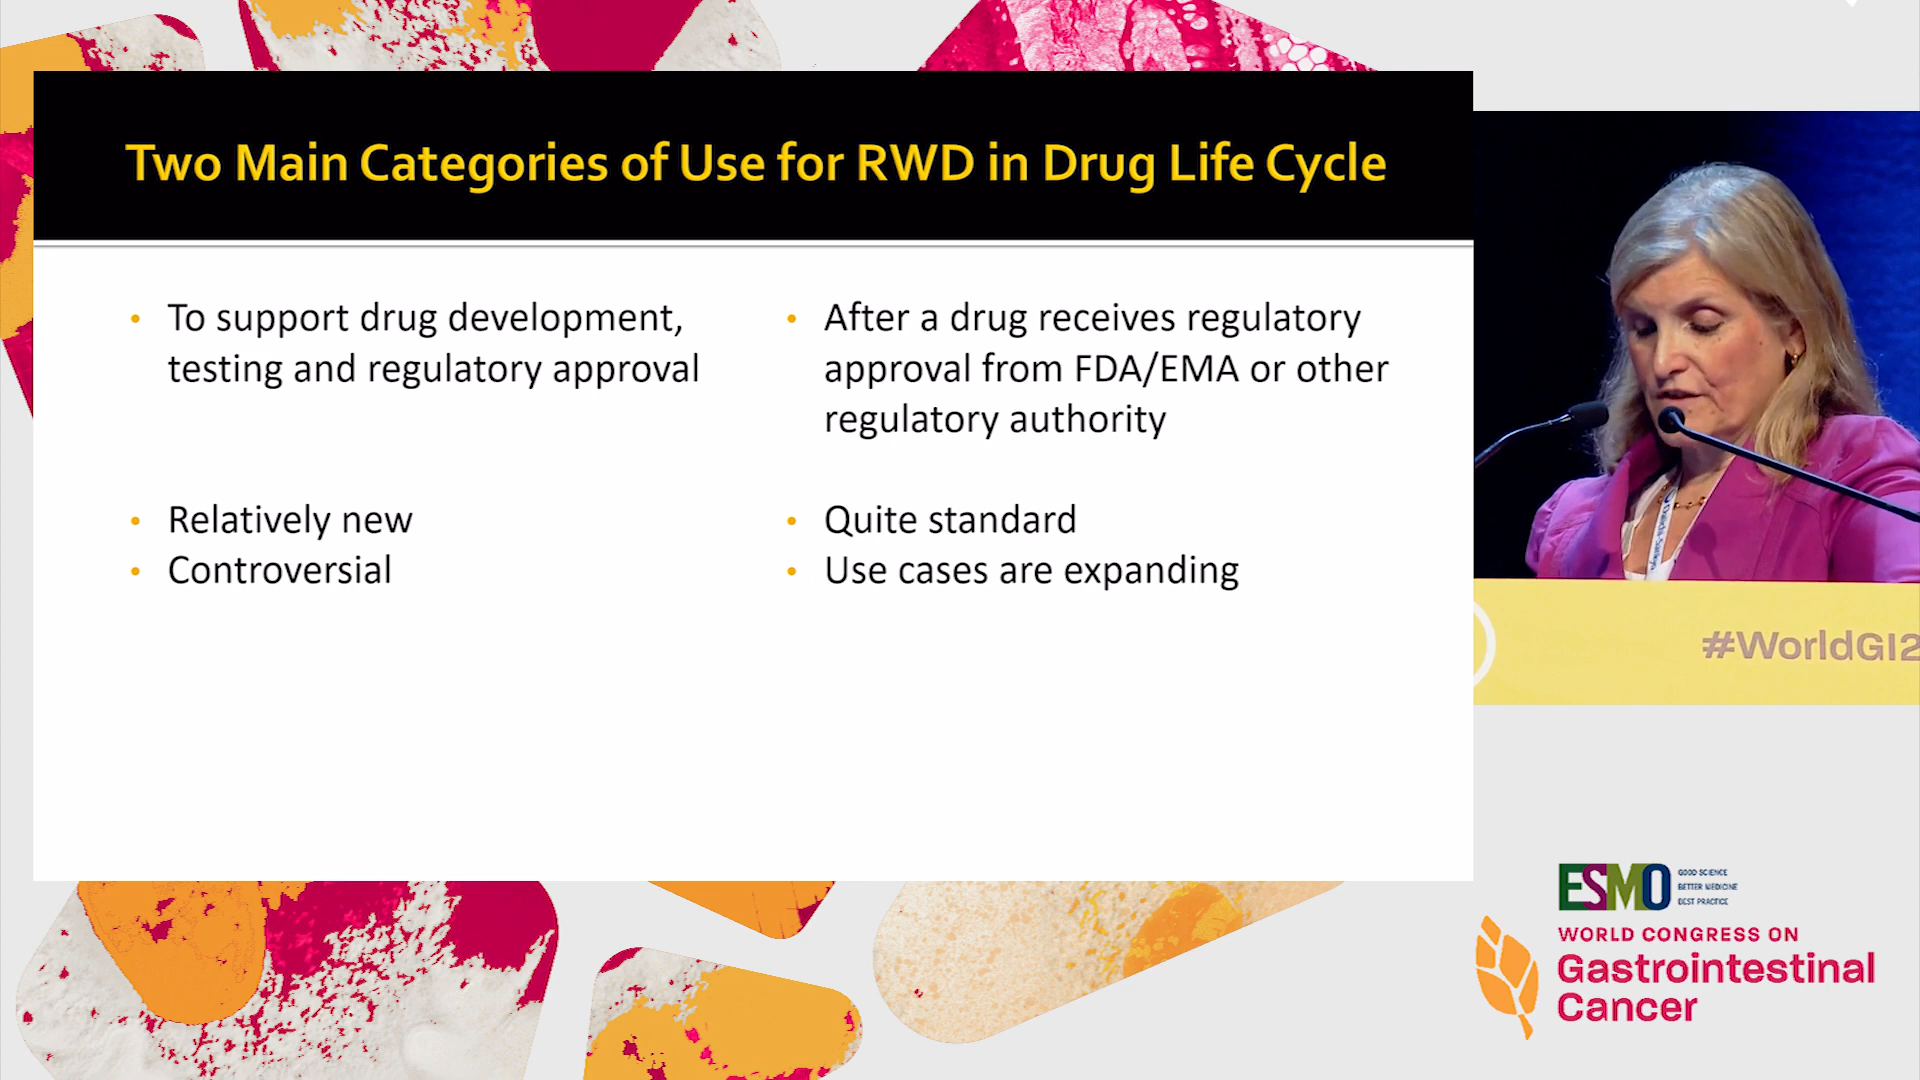 Two Main Categories of Use for RWD in Drug Life Cycle
• To support drug development,
testing and regulatory approval
• Relatively new
• Controversial
• After a drug receives regulatory
approval from FDA/EMA or other
regulatory authority
• Quite standard
• Use cases are expanding
#WorldGI2
ESMO
GOOD SCIENCE
BETTER MEDICINE
BEST PRACTICE
WORLD CONGRESS ON
Gastrointestinal
Cancer